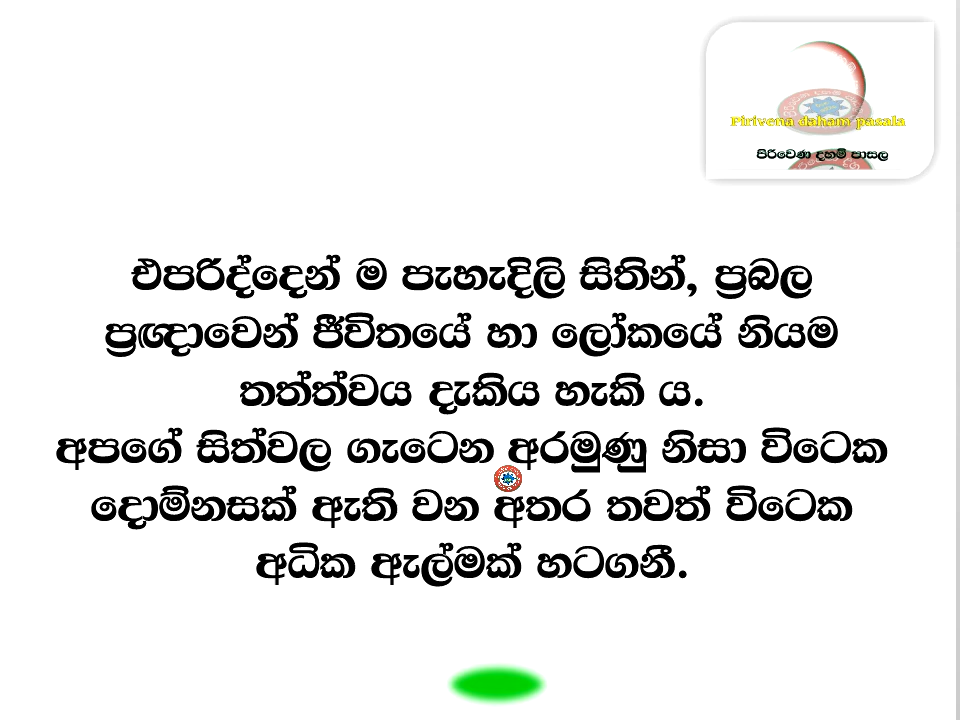 Pirivena daham pasala
පිරිවෙණ දහම් පාසල
එපරිද්දෙන් ම පැහැදිලි සිතින්, ප්‍රබල
ප්‍රඥාවෙන් ජීවිතයේ හා ලෝකයේ නියම
තත්ත්වය දැකිය හැකි ය.
අපගේ සිත්වල ගැටෙන අරමුණු නිසා විටෙක
දොම්නසක් ඇති වන අතර තවත් විටෙක
අධික ඇල්මක් හටගනී.